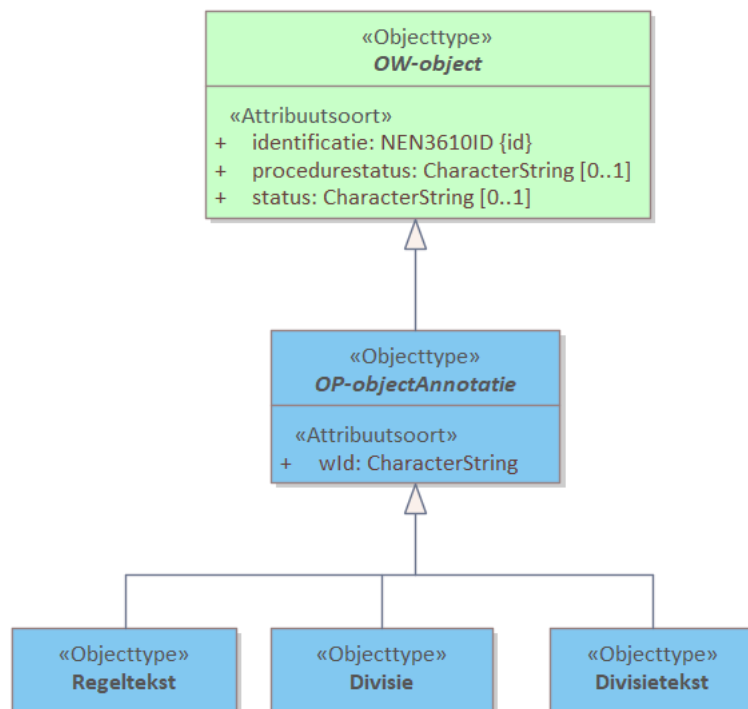 «Objecttype»
OW-object
«Attribuutsoort»
+ identificatie: NEN3610ID {id}
+ procedurestatus: CharacterString [0..1]
+ status: CharacterString [0..1]
«Objecttype»
OP-objectAnnotatie
«Attribuutsoort»
+ wId: CharacterString
«Objecttype»
Regeltekst
«Objecttype»
Divisie
«Objecttype»
Divisietekst